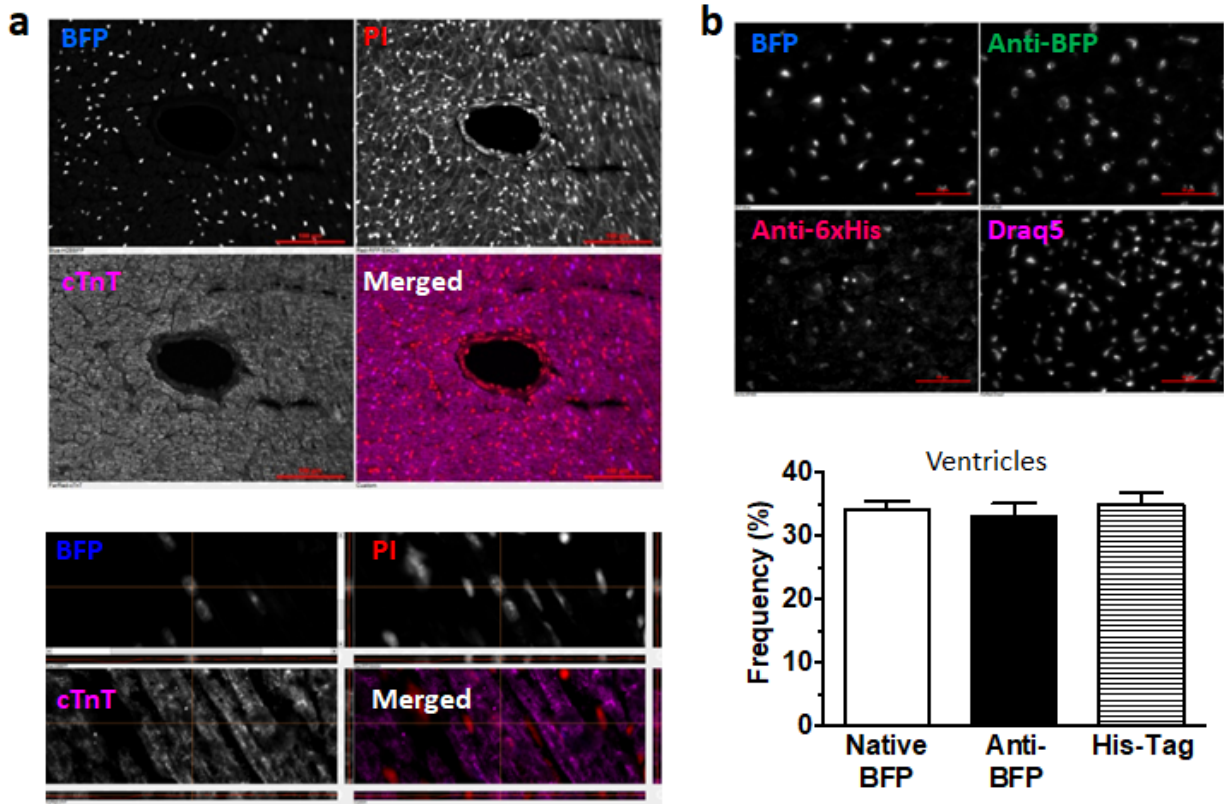 a
BFP
PI
cTnT
Merged
BFP
PI
cTnT
Merged
b
BFP
Anti-BFP
Anti-6xHis
Draq5
Ventricles
Frequency (%)
40
30
20
10
0
Native
BFP
Anti-
BFP
His-Tag